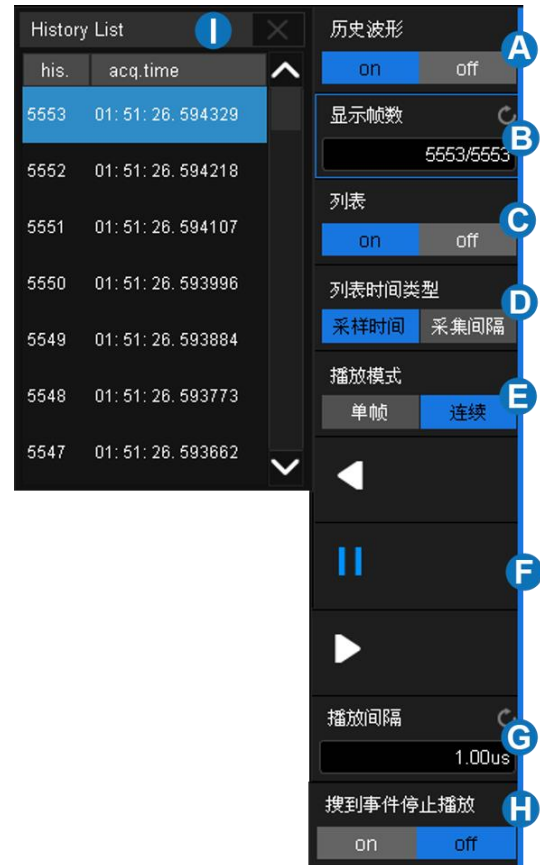 History List I
his. acq.time
5553 01:51:26.594329
5552 01:51:26.594218
5551 01:51:26.594107
5550 01:51:26.593996
5549 01:51:26.593884
5548 01:51:26.593773
5547 01:51:26.593662
历史波形 A
on off
显示帧数 B
5553/5553
列表 C
on off
列表时间类型 D
采样时间 采集间隔
播放模式 E
单帧 连续
F
播放间隔 G
1.00us
搜到事件停止播放 H
on off